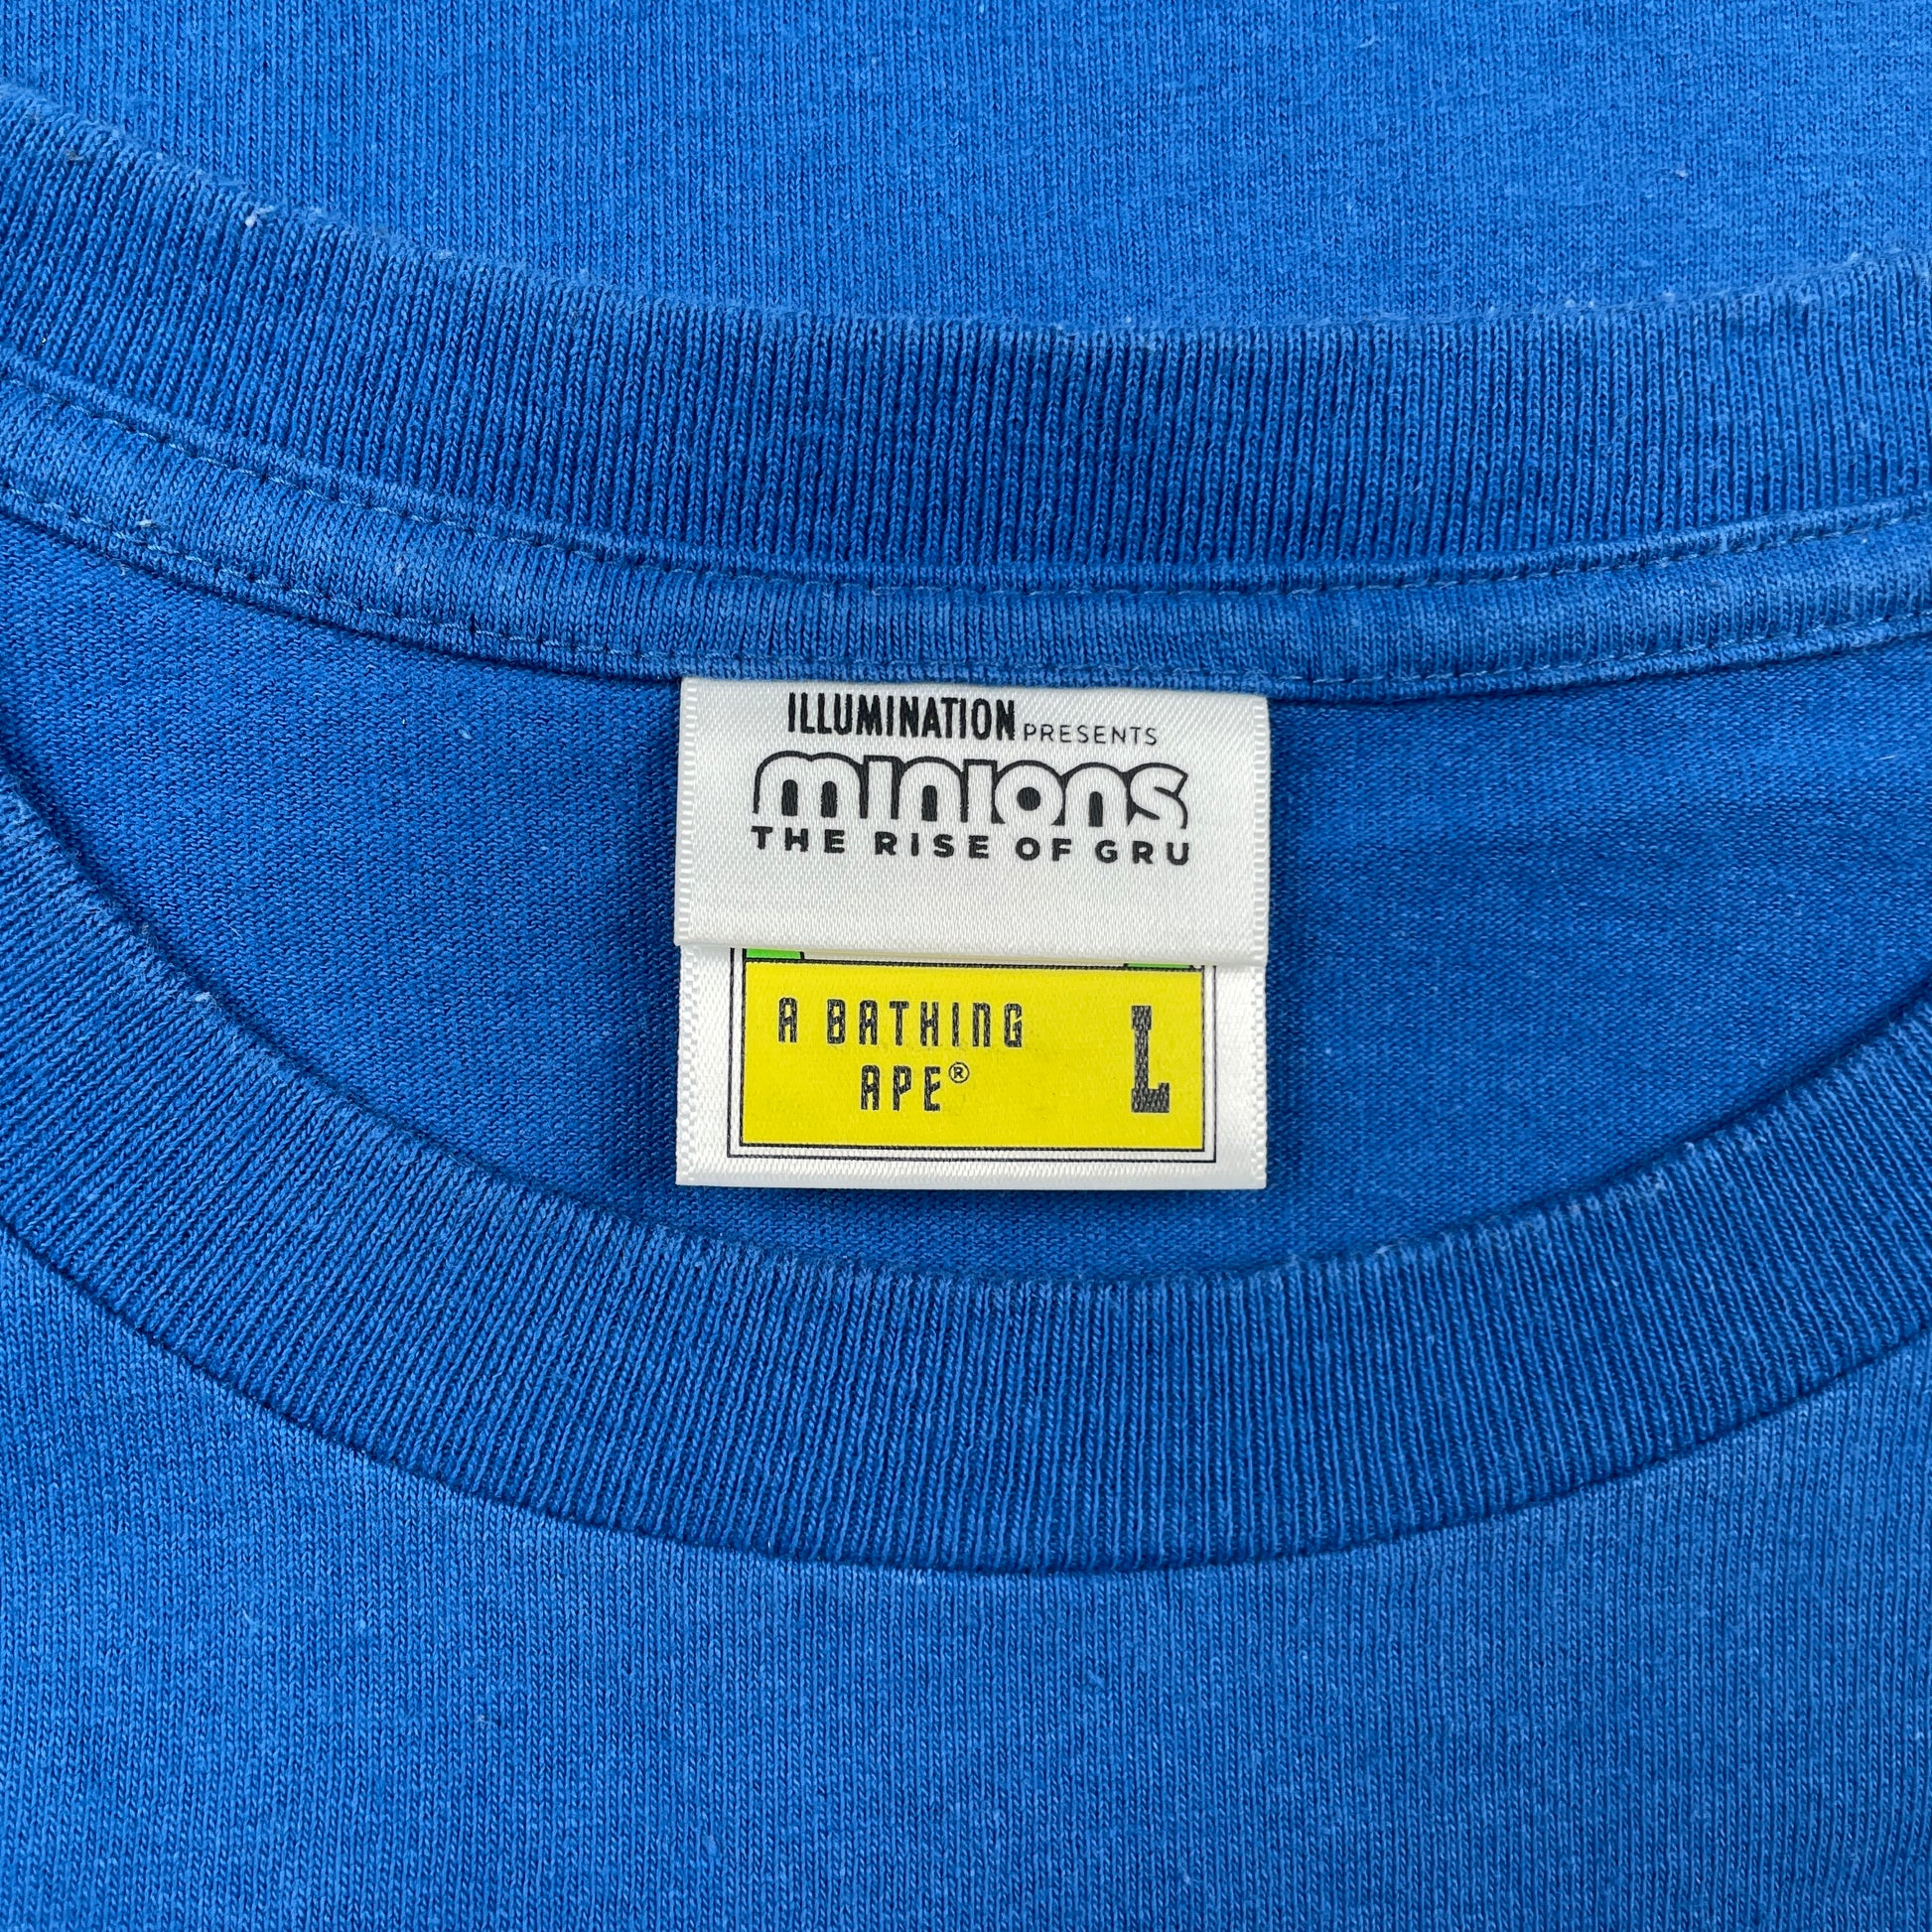 ILLUMINATION PRESENTS
minions
THE RISE OF GRU
A BATHING
APE®
L